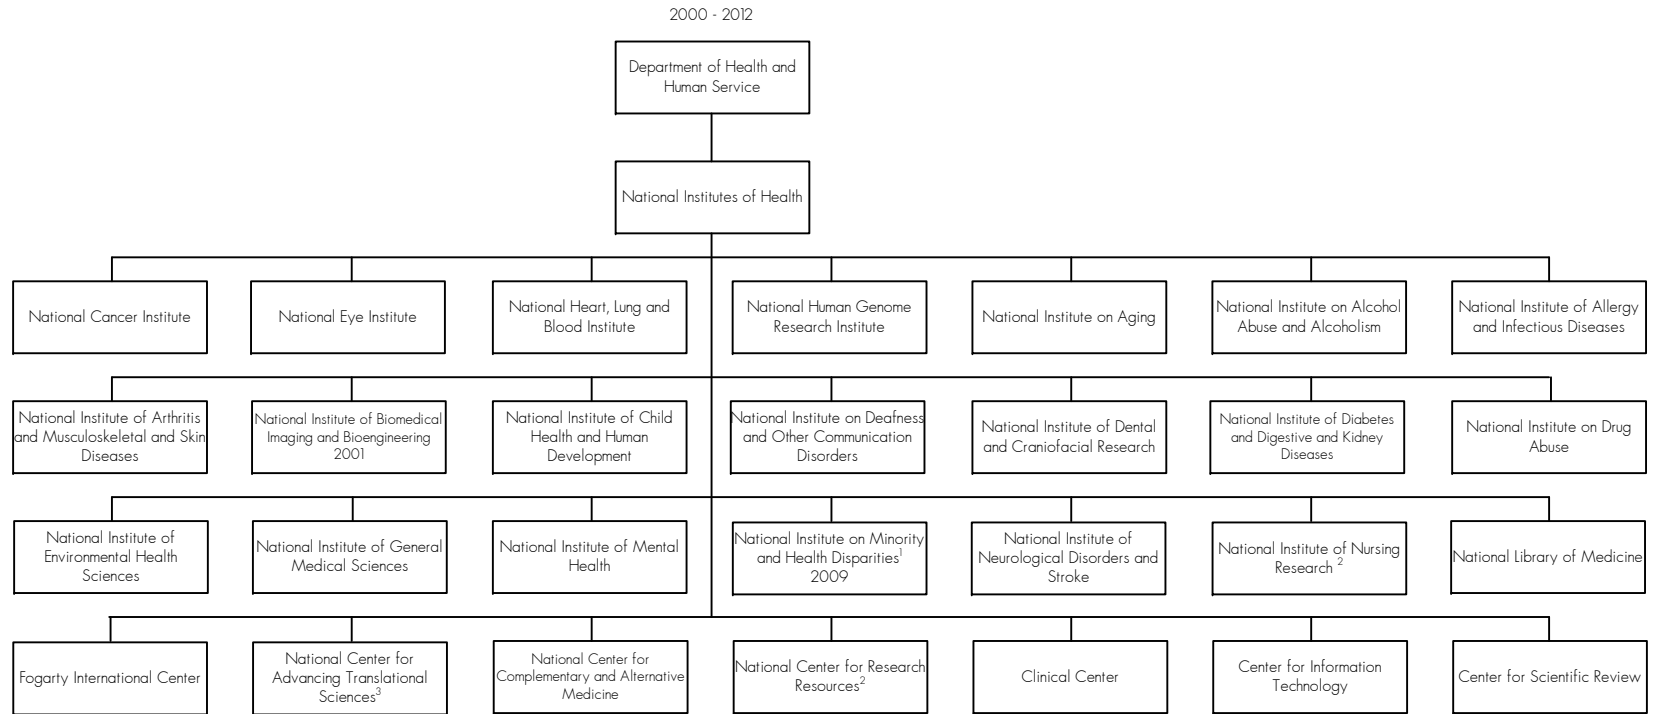 2000 - 2012
Department of Health and
Human Service
National Institutes of Health
National Cancer Institute
National Eye Institute
National Heart, Lung and
Blood Institute
National Human Genome
Research Institute
National Institute on Aging
National Institute on Alcohol
Abuse and Alcoholism
National Institute of Allergy
and Infectious Diseases
National Institute of Arthritis
and Musculoskeletal and Skin
Diseases
National Institute of Biomedical
Imaging and Bioengineering
2001
National Institute of Child
Health and Human
Development
National Institute on Deafness
and Other Communication
Disorders
National Institute of Dental
and Craniofacial Research
National Institute of Diabetes
and Digestive and Kidney
Diseases
National Institute on Drug
Abuse
National Institute of
Environmental Health
Sciences
National Institute of General
Medical Sciences
National Institute of Mental
Health
National Institute on Minority
and Health Disparities¹
2009
National Institute of
Neurological Disorders and
Stroke
National Institute of Nursing
Research ²
National Library of Medicine
Fogarty International Center
National Center for
Advancing Translational
Sciences³
National Center for
Complementary and Alternative
Medicine
National Center for Research
Resources²
Clinical Center
Center for Information
Technology
Center for Scientific Review